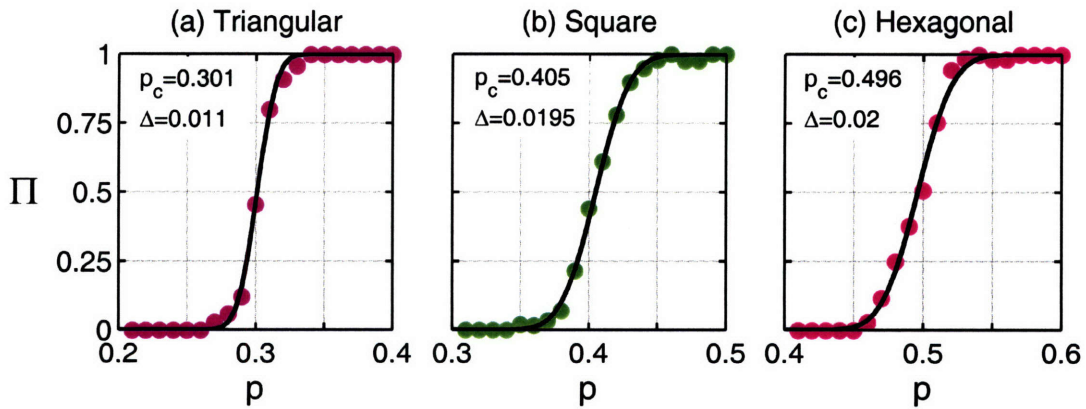 (a) Triangular
(b) Square
(c) Hexagonal
Π
1
0.75
0.5
0.25
0
p_c=0.301
Δ=0.011
0.2
0.3
0.4
p
p_c=0.405
Δ=0.0195
0.3
0.4
0.5
p
p_c=0.496
Δ=0.02
0.4
0.5
0.6
p